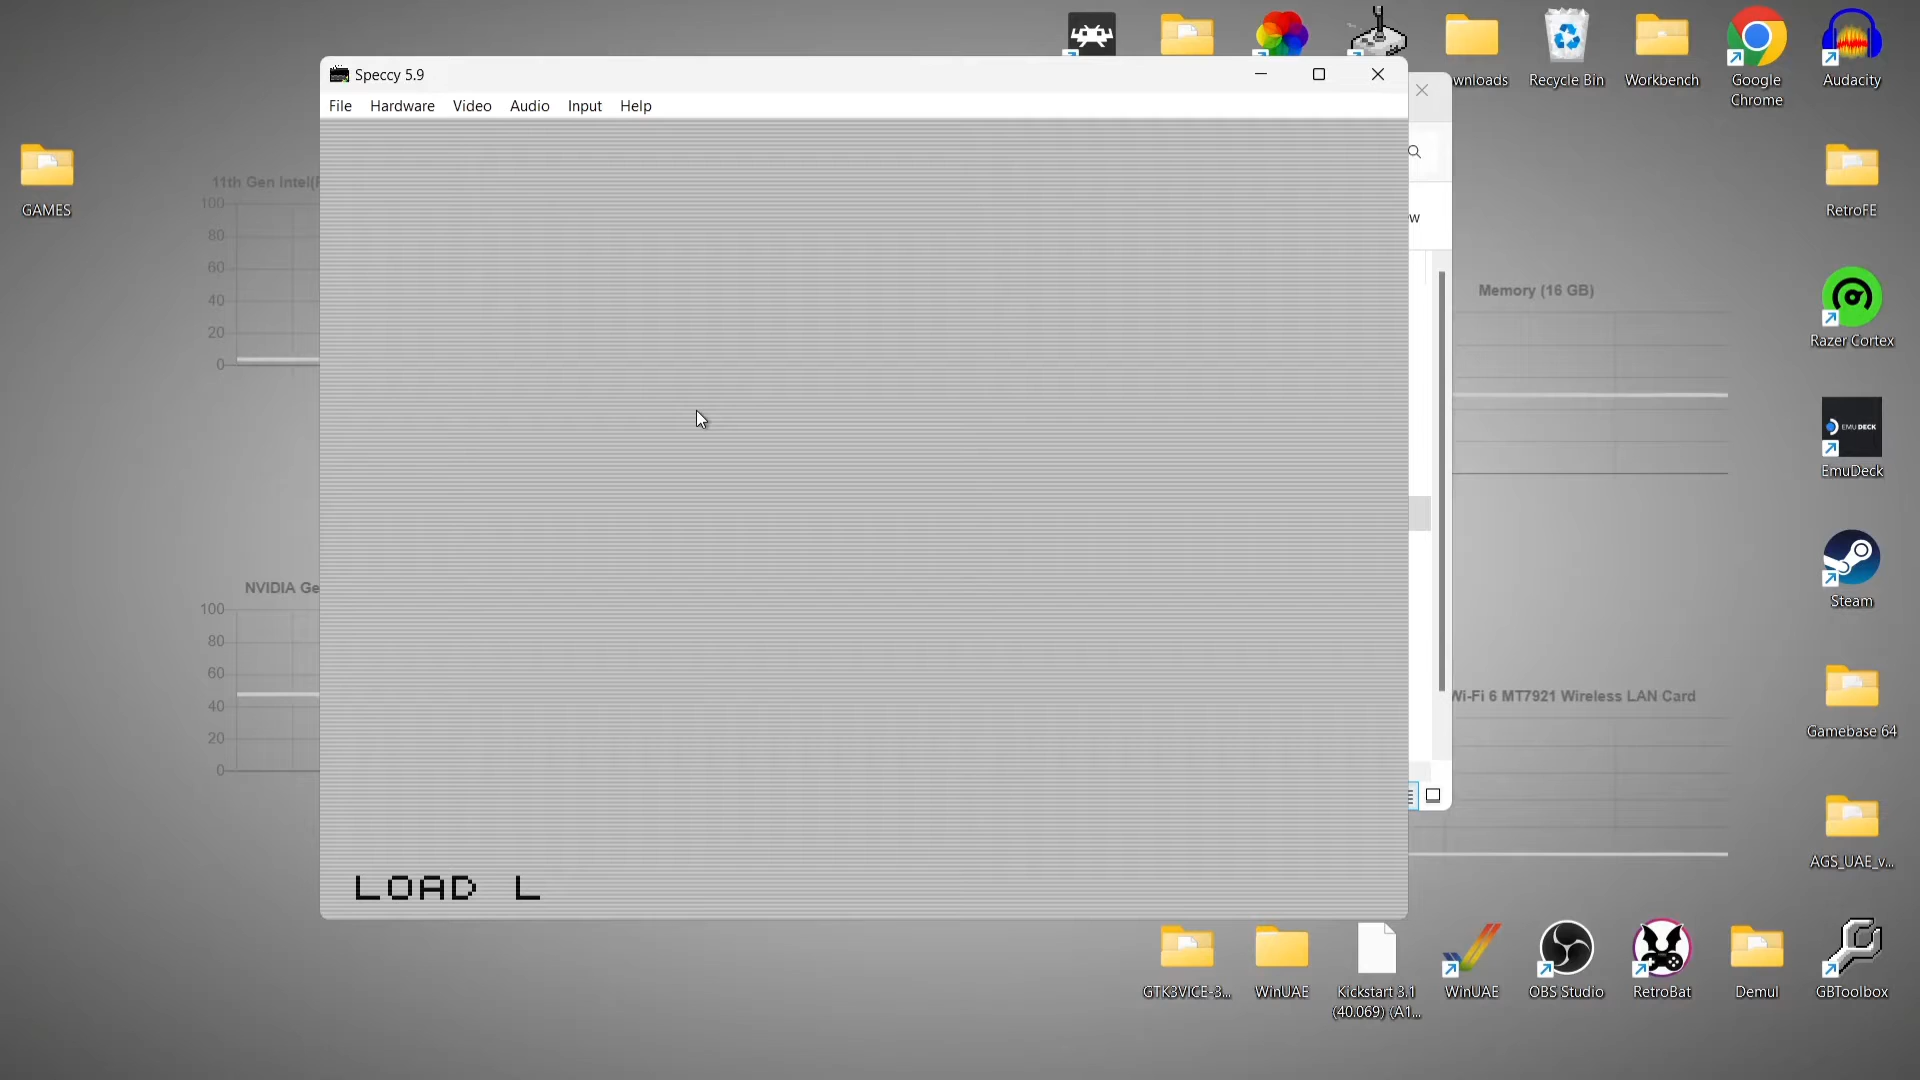 Speccy 5.9
File Hardware Video Audio Input Help
LOAD L
GAMES
11th Gen Intel(
100
80
60
40
20
0
NVIDIA Ge
100
80
60
40
20
0
Memory (16 GB)
Wi-Fi 6 MT7921 Wireless LAN Card
ew
wnloads
Recycle Bin
Workbench
Google
Chrome
Audacity
RetroFE
Razer Cortex
EMU DECK
EmuDeck
Steam
Gamebase 64
AGS_UAE_v...
GTK3VICE-3...
WinUAE
Kickstart 3.1
(40.069) (A1...
WinUAE
OBS Studio
RetroBat
Demul
GBToolbox